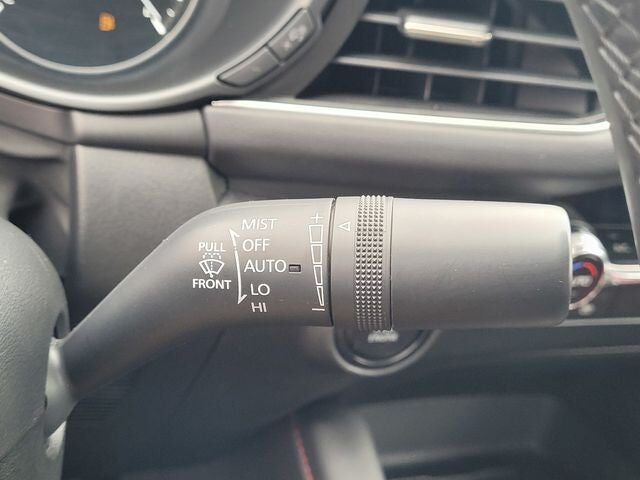 MIST
OFF
AUTO
LO
HI
PULL
FRONT
+
-